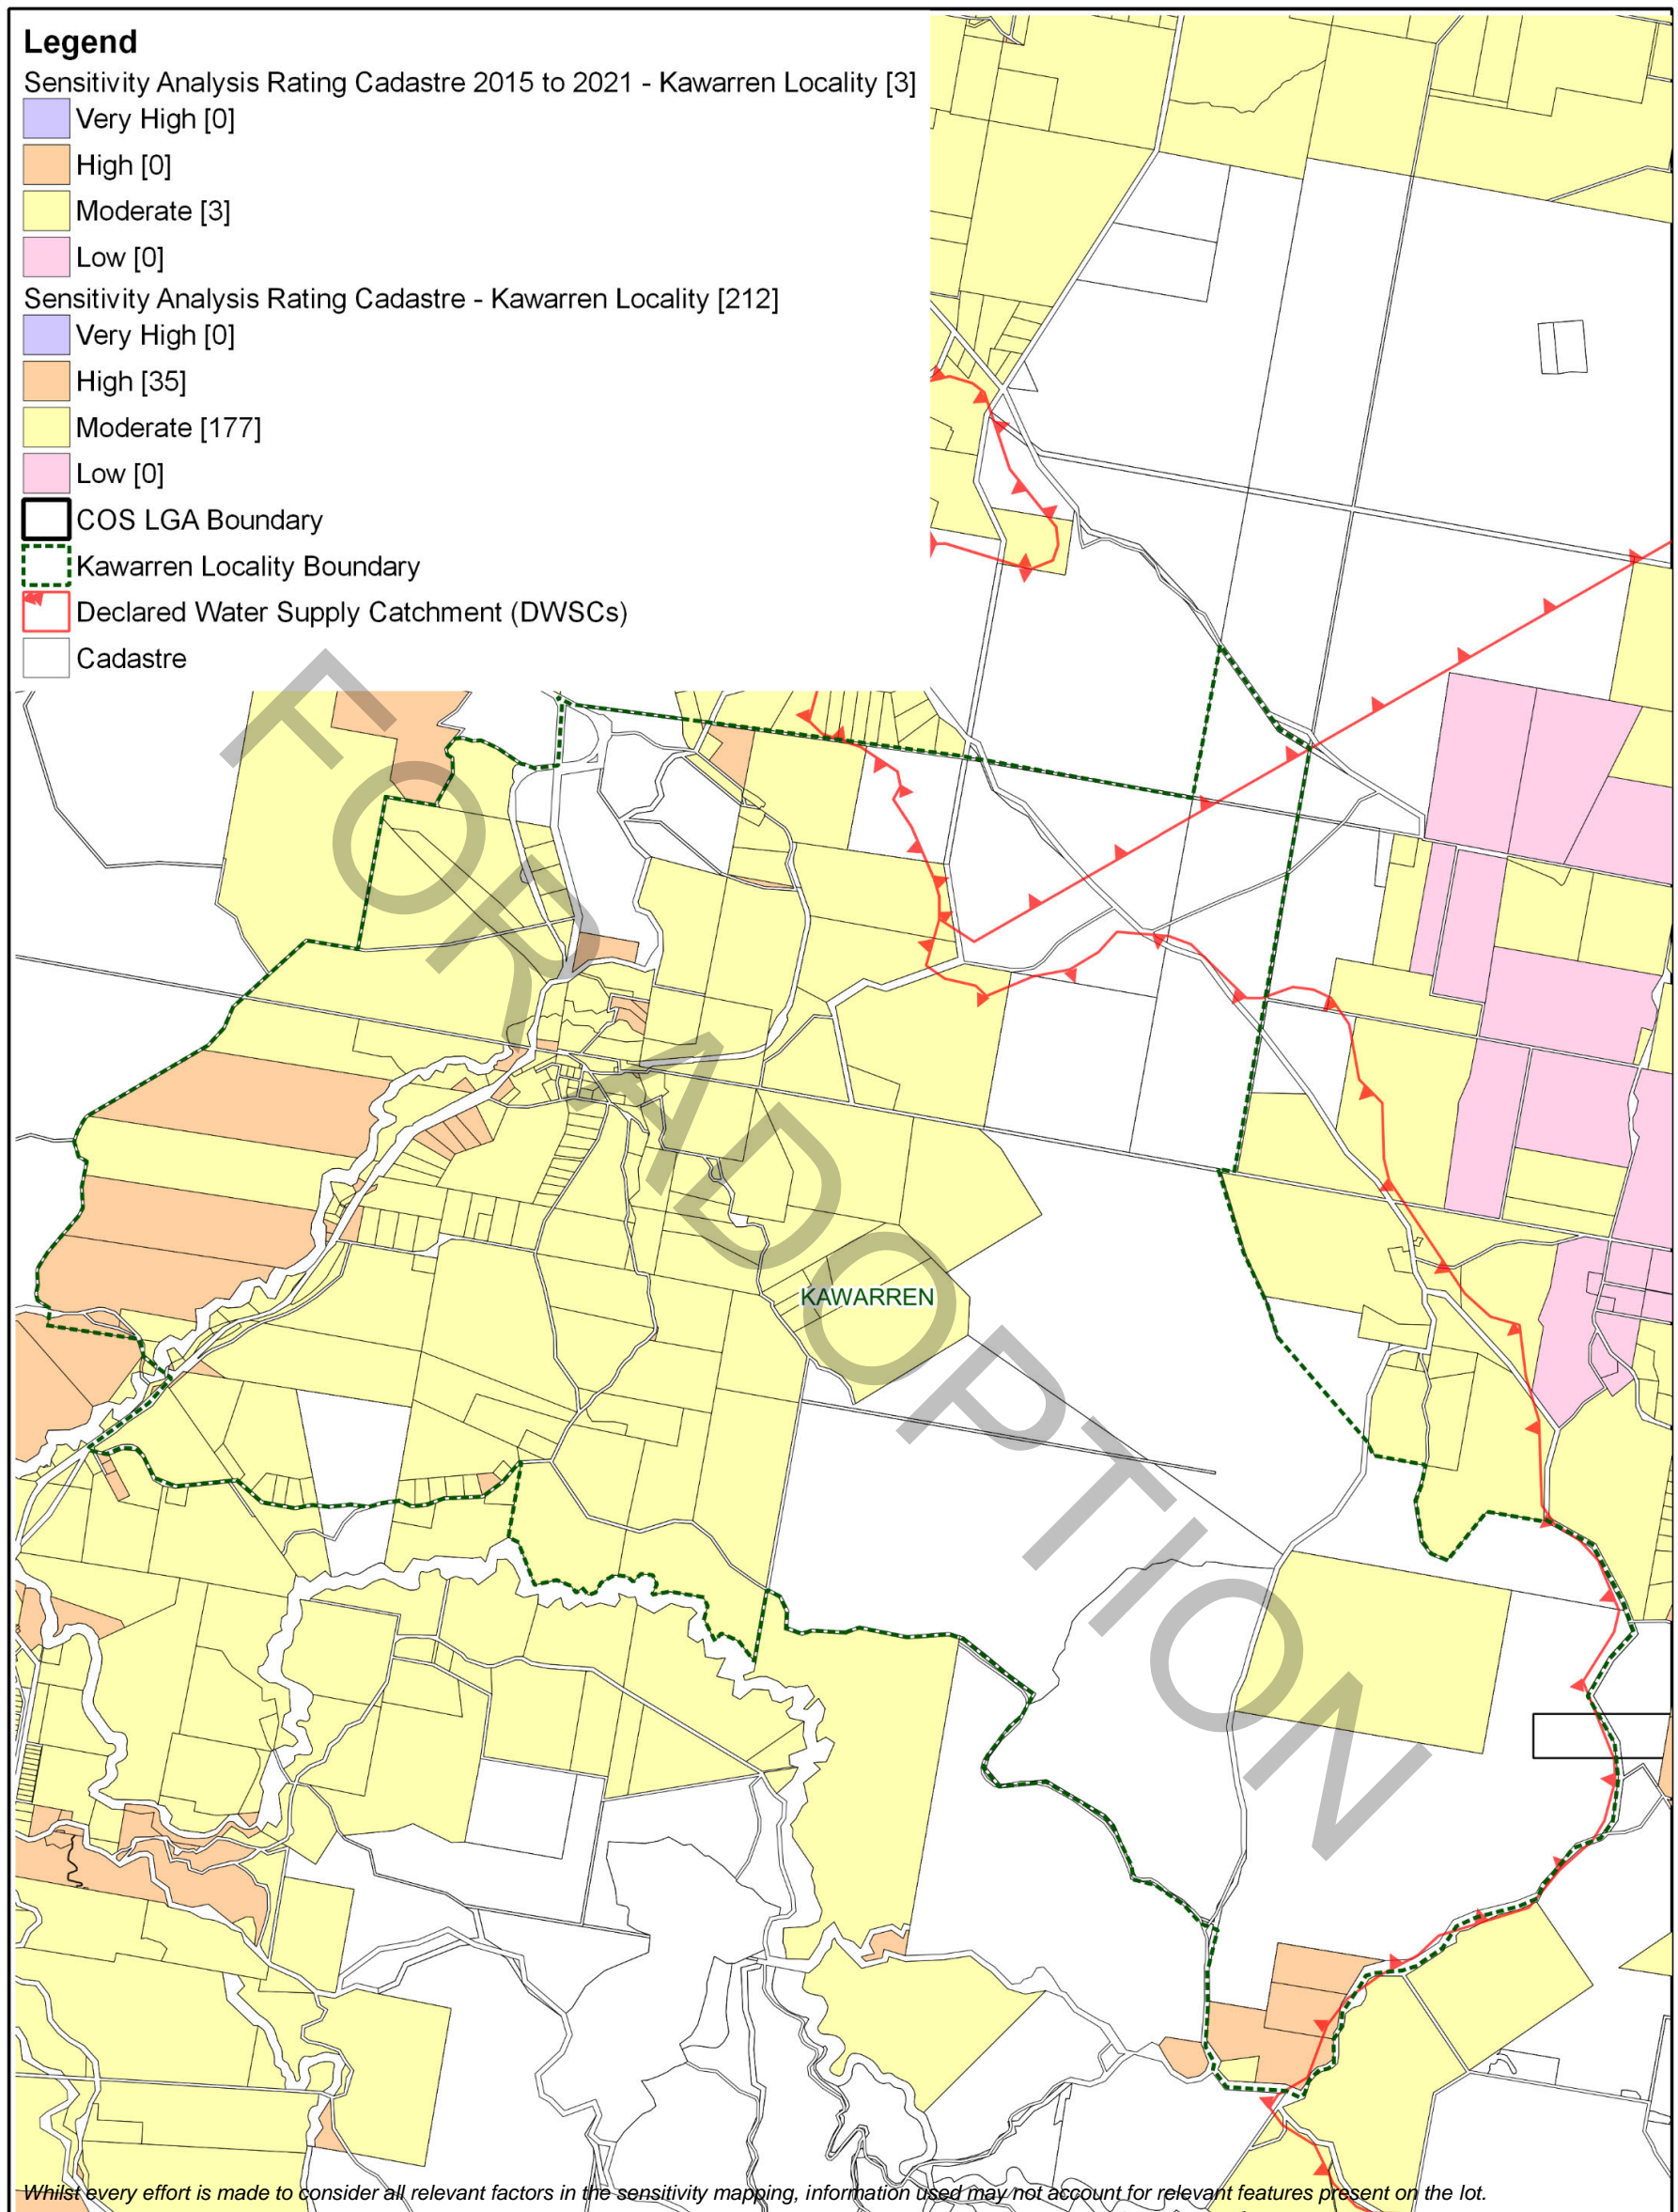 Legend
Sensitivity Analysis Rating Cadastre 2015 to 2021 - Kawarren Locality [3]
Very High [0]
High [0]
Moderate [3]
Low [0]
Sensitivity Analysis Rating Cadastre - Kawarren Locality [212]
Very High [0]
High [35]
Moderate [177]
Low [0]
COS LGA Boundary
Kawarren Locality Boundary
Declared Water Supply Catchment (DWSCs)
Cadastre
FOR ADOPTION
KAWARREN
Whilst every effort is made to consider all relevant factors in the sensitivity mapping, information used may not account for relevant features present on the lot.